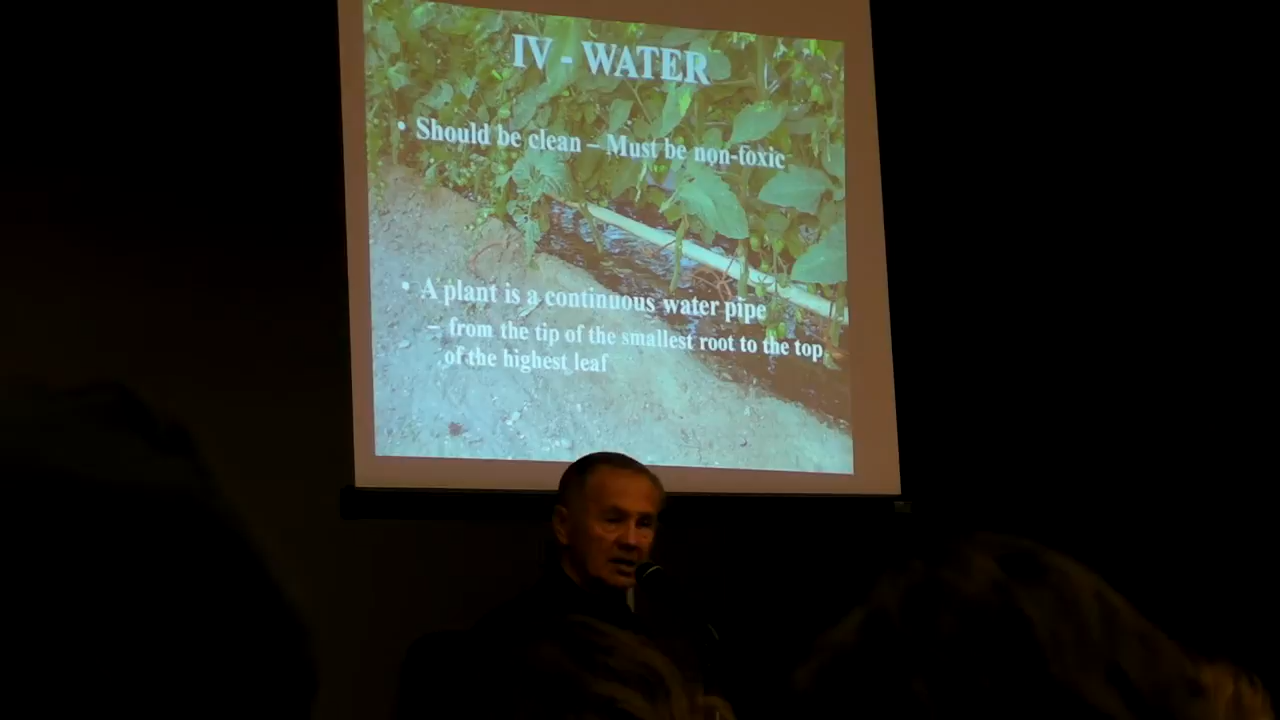 IV - WATER
• Should be clean – Must be non-toxic
• A plant is a continuous water pipe
– from the tip of the smallest root to the top
of the highest leaf